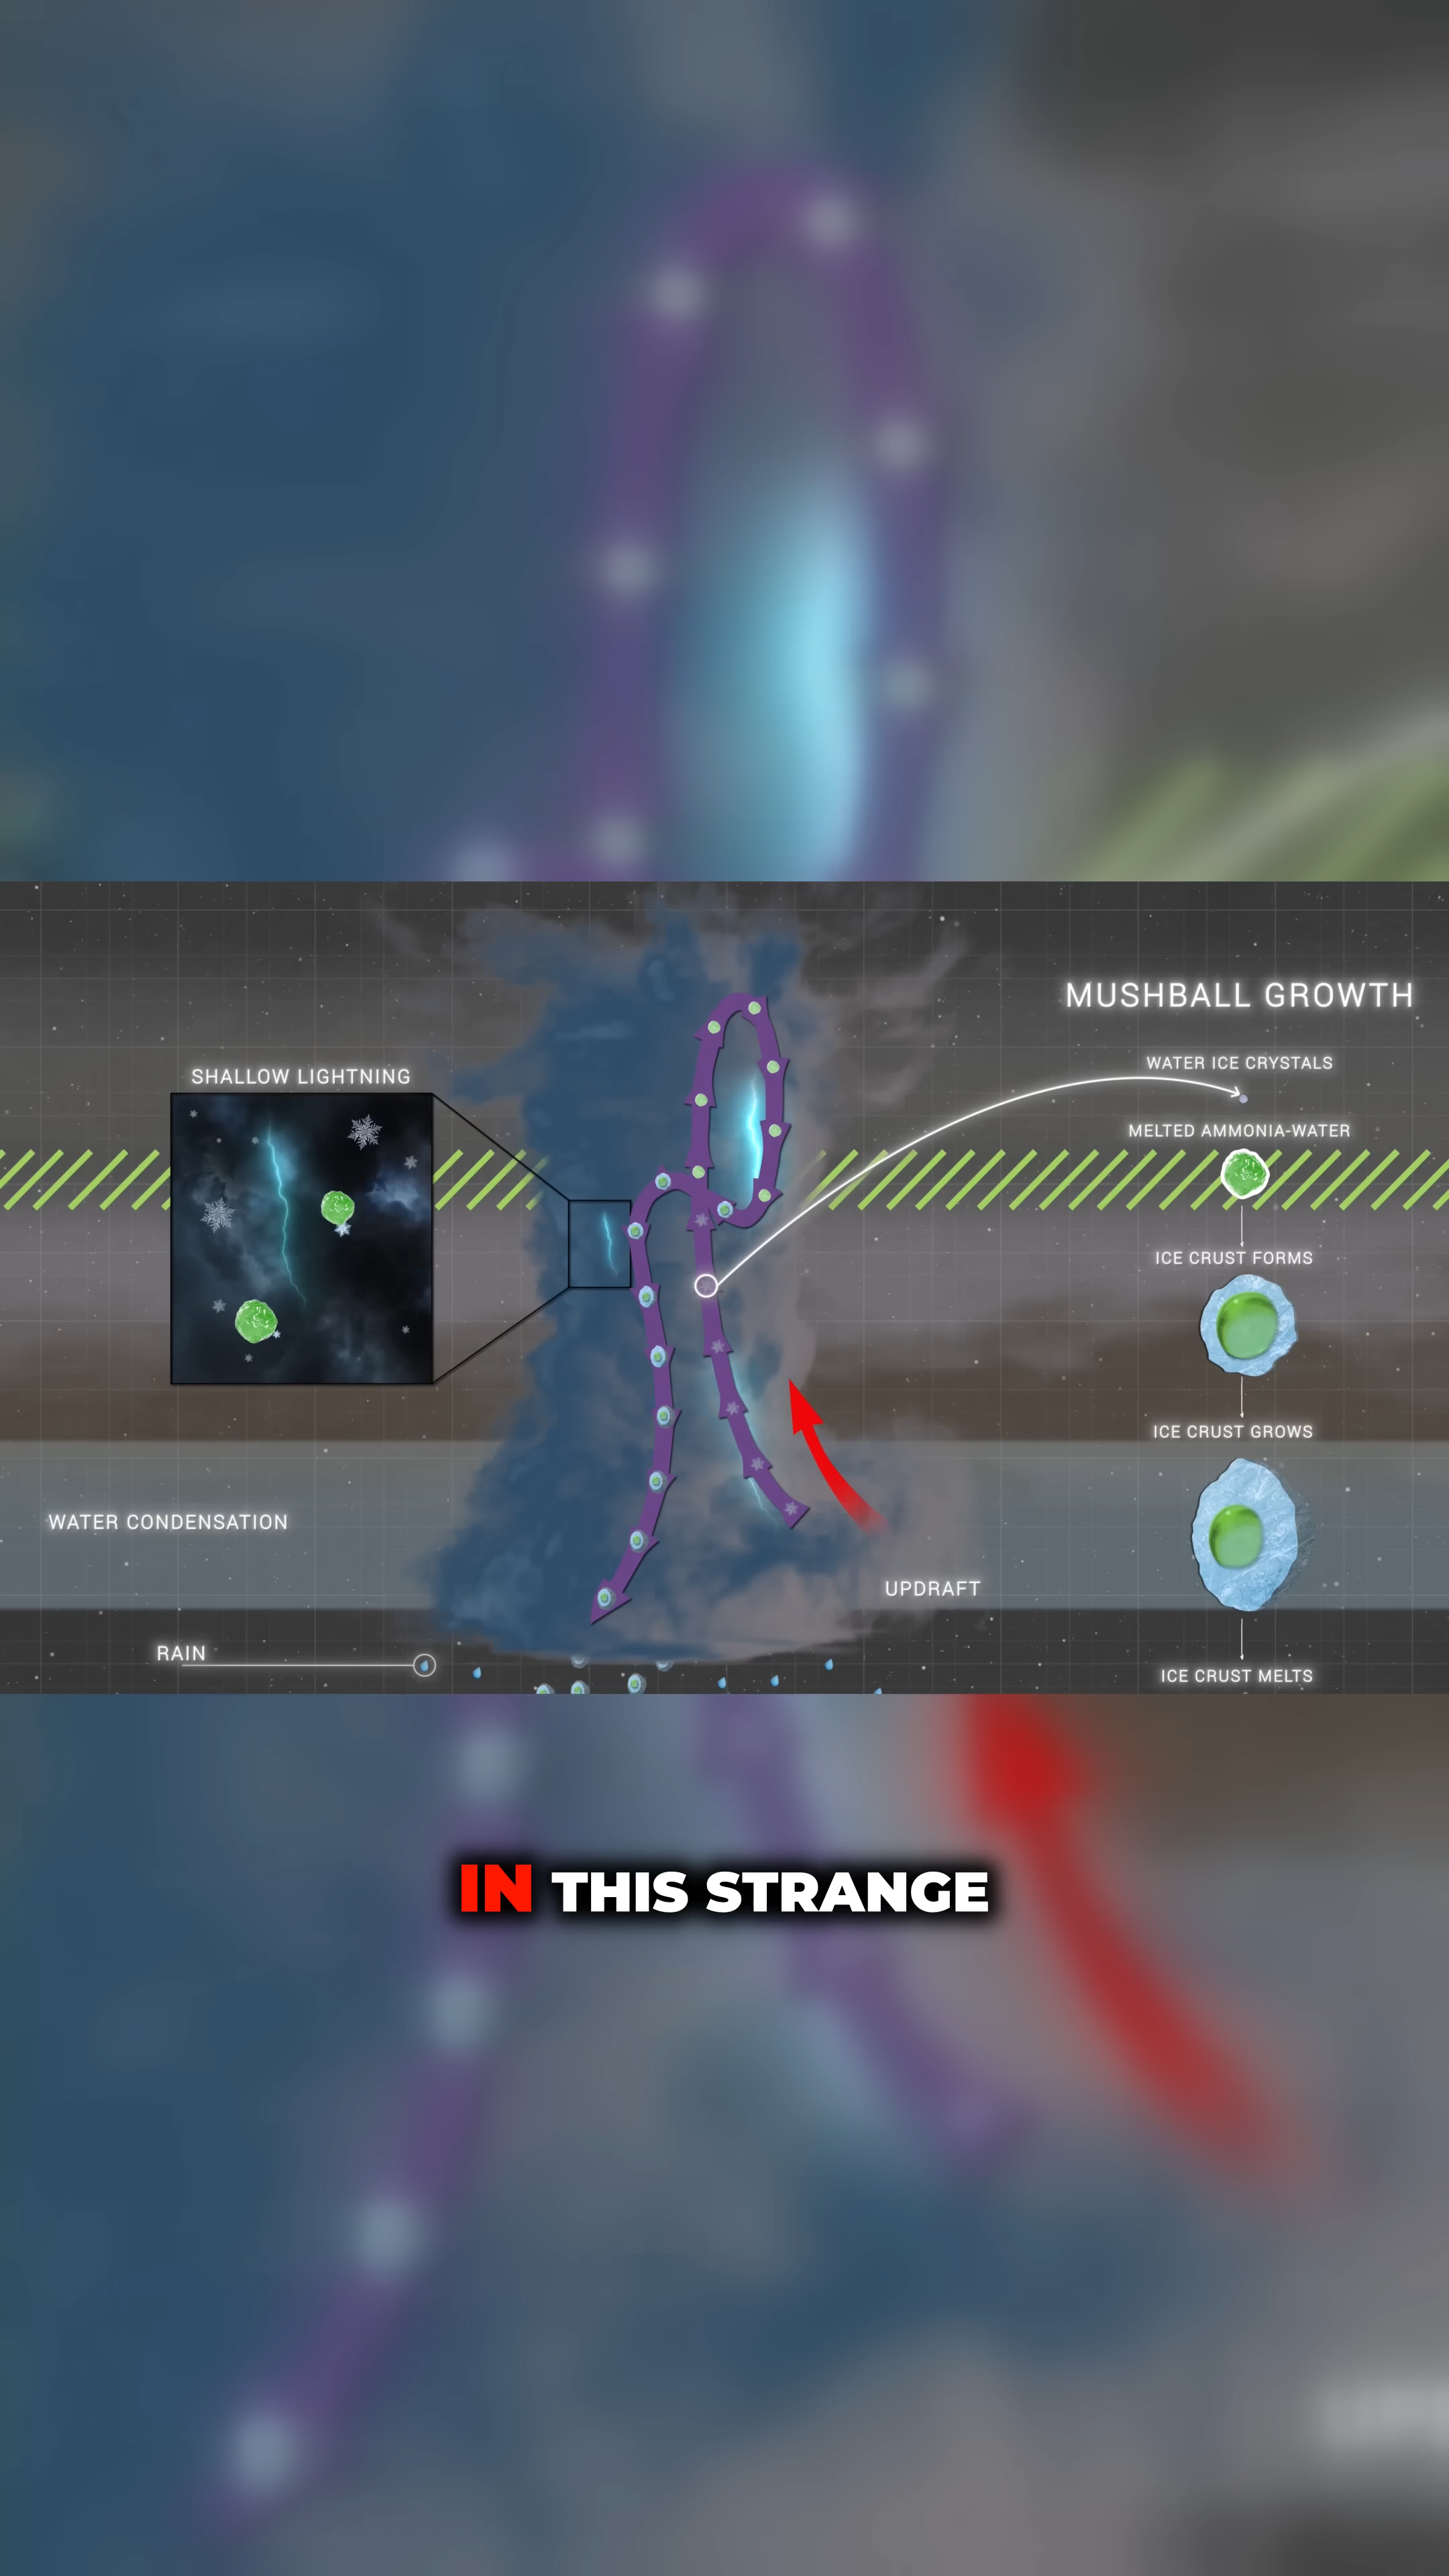 MUSHBALL GROWTH
WATER ICE CRYSTALS
SHALLOW LIGHTNING
MELTED AMMONIA-WATER
ICE CRUST FORMS
ICE CRUST GROWS
WATER CONDENSATION
UPDRAFT
RAIN
ICE CRUST MELTS
IN THIS STRANGE